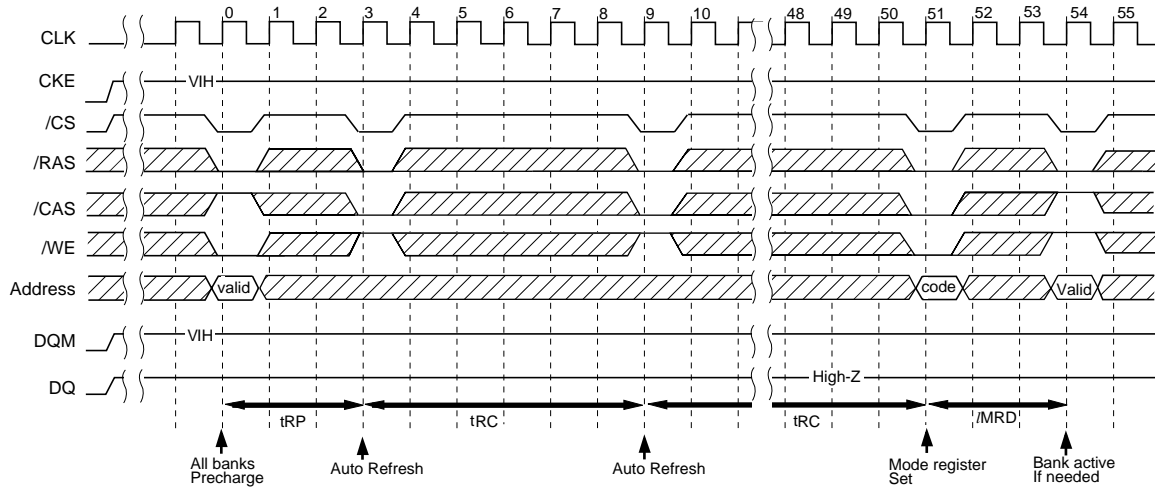 0 1 2 3 4 5 6 7 8 9 10 48 49 50 51 52 53 54 55
CLK
CKE VIH
/CS
/RAS
/CAS
/WE
Address valid code Valid
DQM VIH
DQ High-Z
tRP tRC tRC lMRD
All banks
Precharge
Auto Refresh
Auto Refresh
Mode register
Set
Bank active
If needed